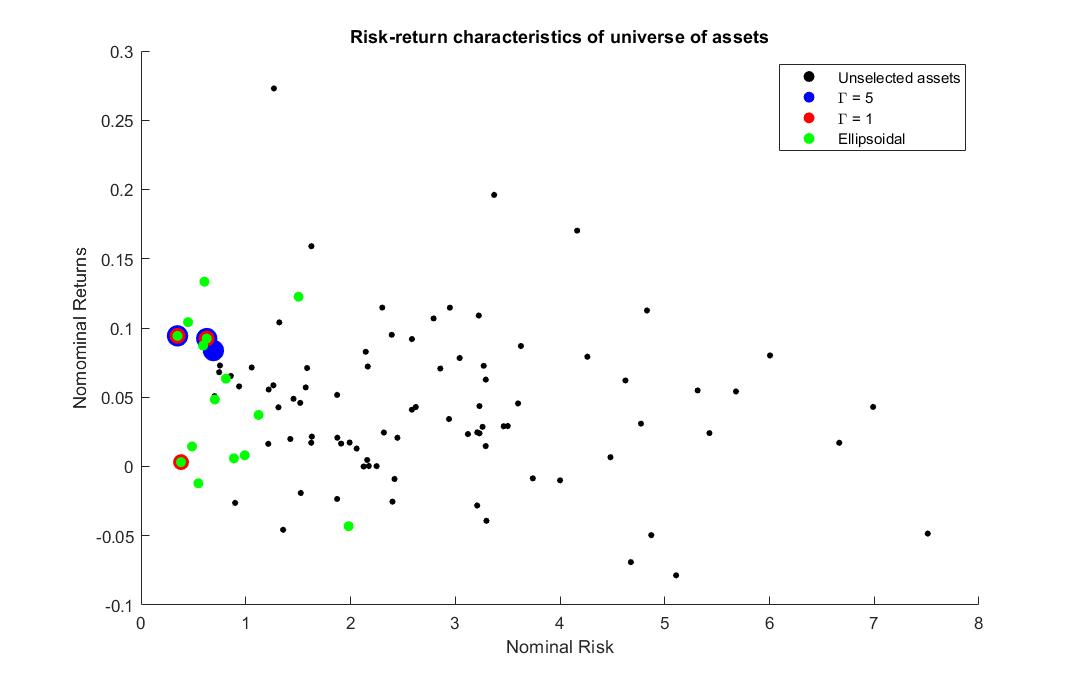 Risk-return characteristics of universe of assets
0.3
0.25
0.2
0.15
0.1
0.05
0
-0.05
-0.1
Nomominal Returns
0 1 2 3 4 5 6 7 8
Nominal Risk
Unselected assets
Γ = 5
Γ = 1
Ellipsoidal